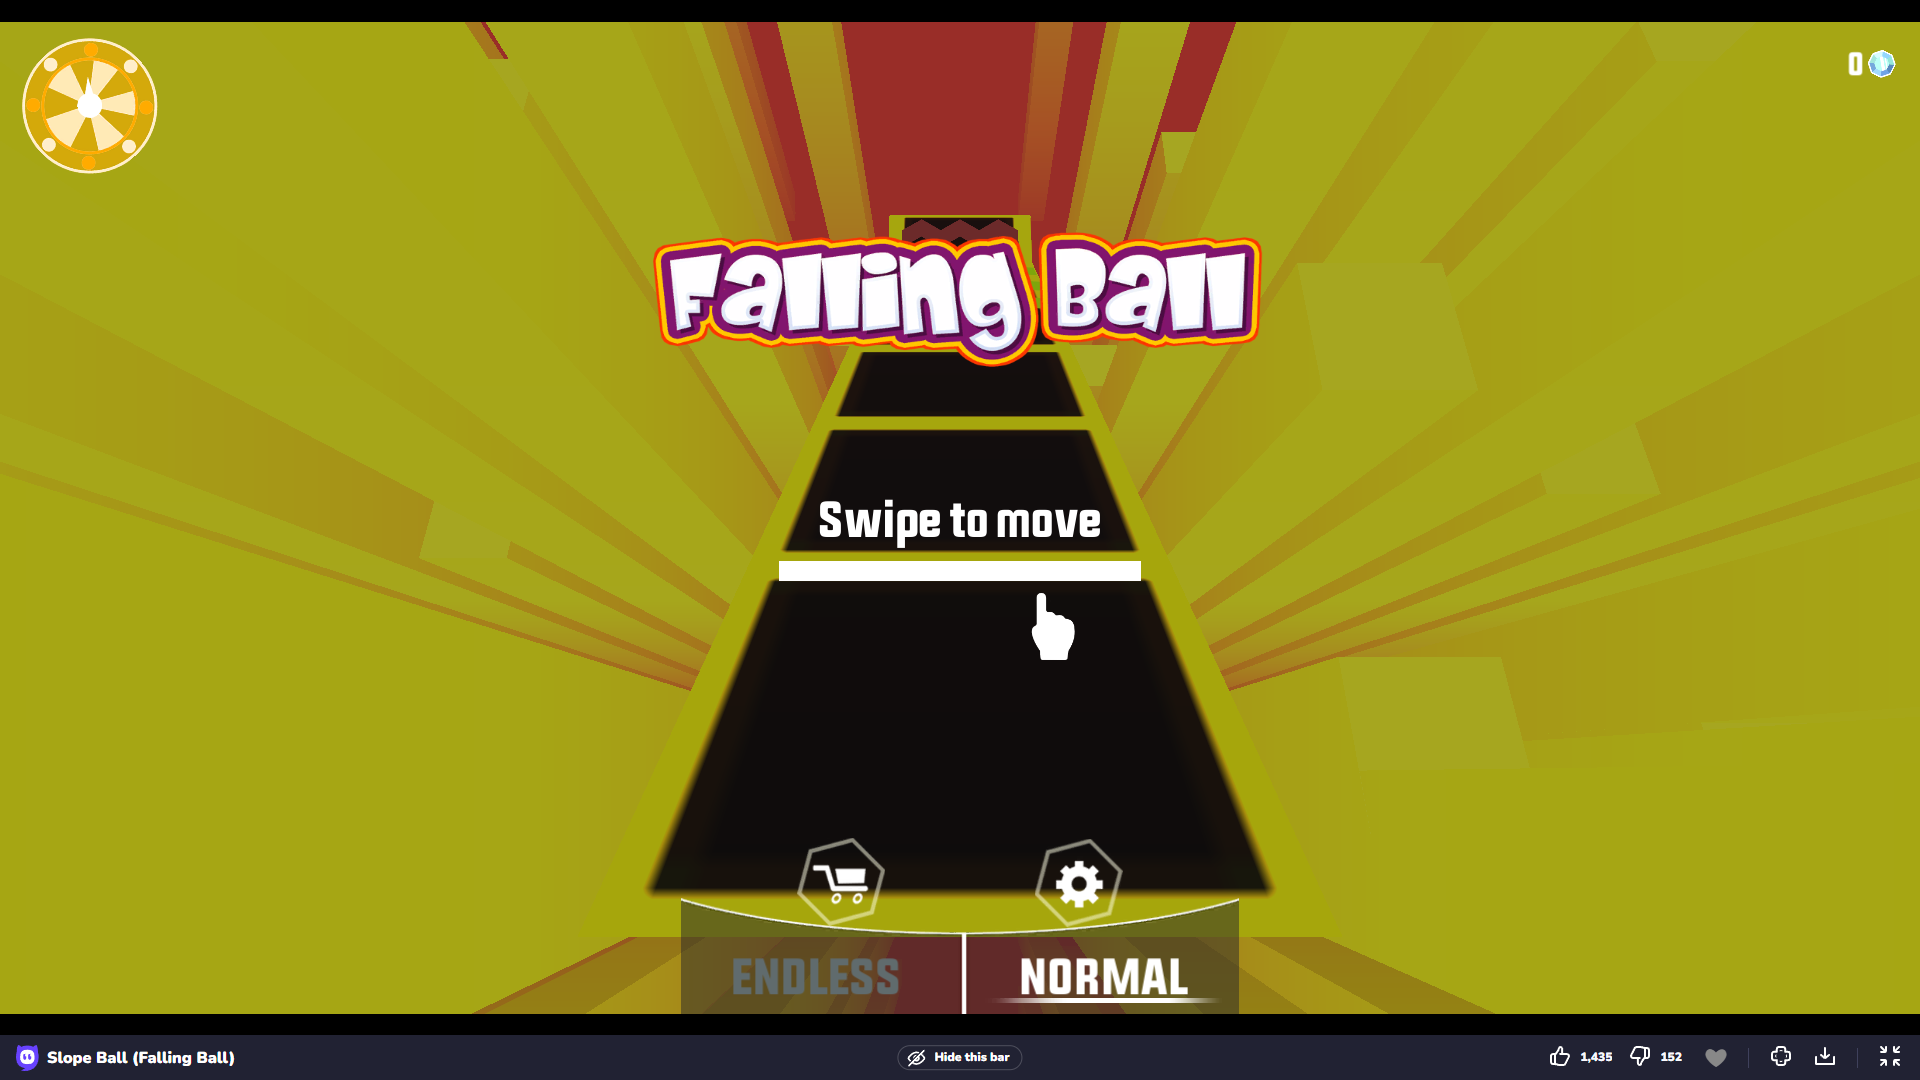 0
Falling Ball
Swipe to move
ENDLESS NORMAL
Slope Ball (Falling Ball) Hide this bar 1,435 152